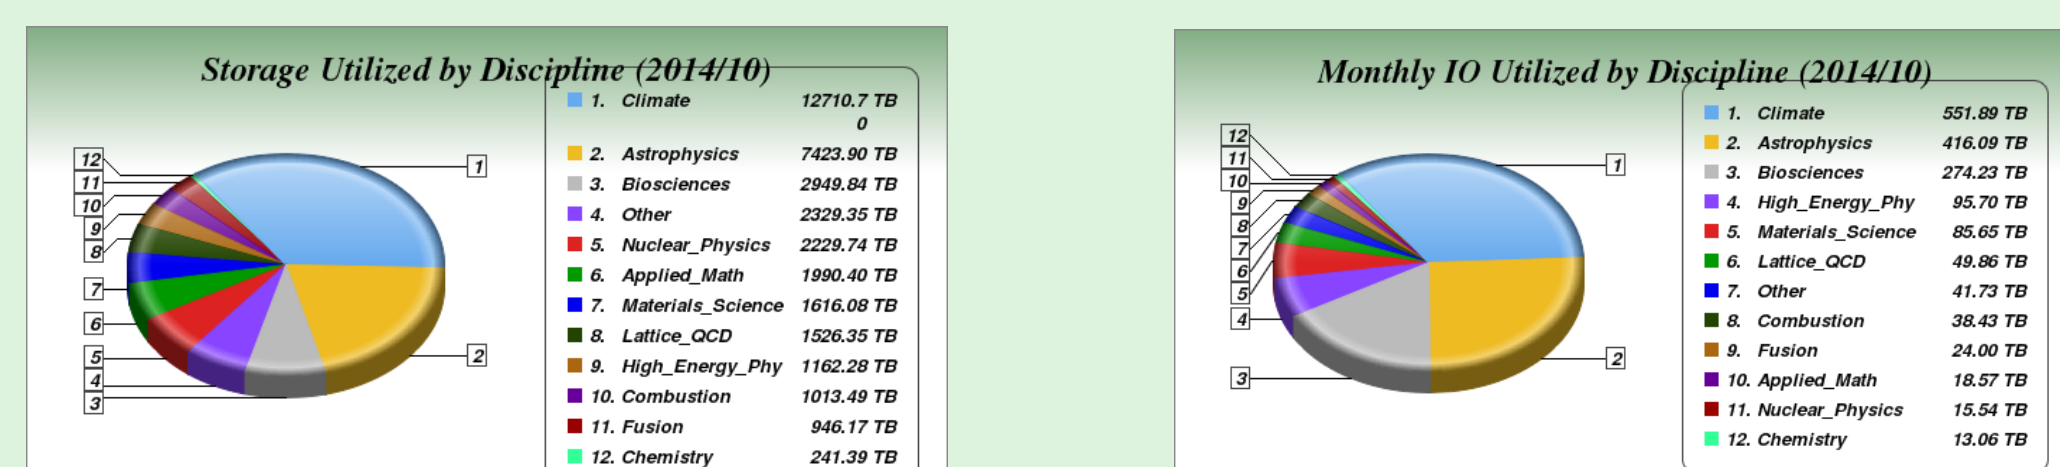 Storage Utilized by Discipline (2014/10)
1. Climate 12710.7 TB
0
2. Astrophysics 7423.90 TB
3. Biosciences 2949.84 TB
4. Other 2329.35 TB
5. Nuclear_Physics 2229.74 TB
6. Applied_Math 1990.40 TB
7. Materials_Science 1616.08 TB
8. Lattice_QCD 1526.35 TB
9. High_Energy_Phy 1162.28 TB
10. Combustion 1013.49 TB
11. Fusion 946.17 TB
12. Chemistry 241.39 TB
12
11
10
9
8
7
6
5
4
3
1
2
Monthly IO Utilized by Discipline (2014/10)
1. Climate 551.89 TB
2. Astrophysics 416.09 TB
3. Biosciences 274.23 TB
4. High_Energy_Phy 95.70 TB
5. Materials_Science 85.65 TB
6. Lattice_QCD 49.86 TB
7. Other 41.73 TB
8. Combustion 38.43 TB
9. Fusion 24.00 TB
10. Applied_Math 18.57 TB
11. Nuclear_Physics 15.54 TB
12. Chemistry 13.06 TB
12
11
10
9
8
7
6
5
4
3
1
2